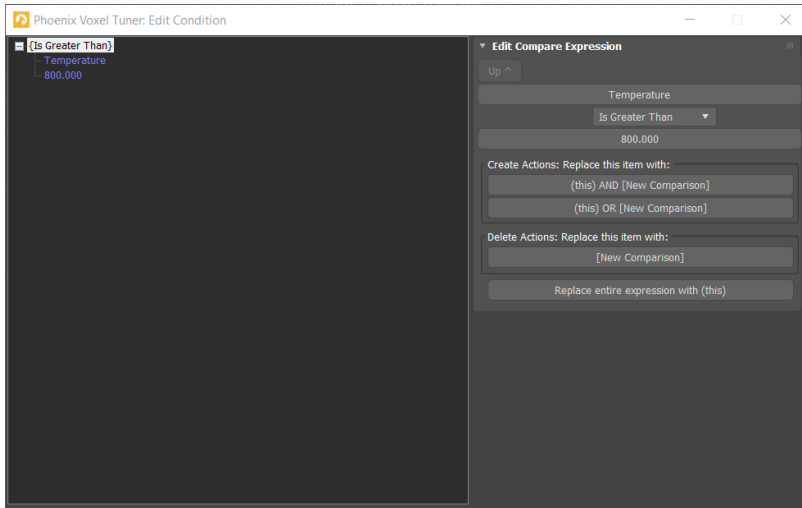 Phoenix Voxel Tuner: Edit Condition
{Is Greater Than}
Temperature
800.000
Edit Compare Expression
Up ^
Temperature
Is Greater Than
800.000
Create Actions: Replace this item with:
(this) AND [New Comparison]
(this) OR [New Comparison]
Delete Actions: Replace this item with:
[New Comparison]
Replace entire expression with (this)